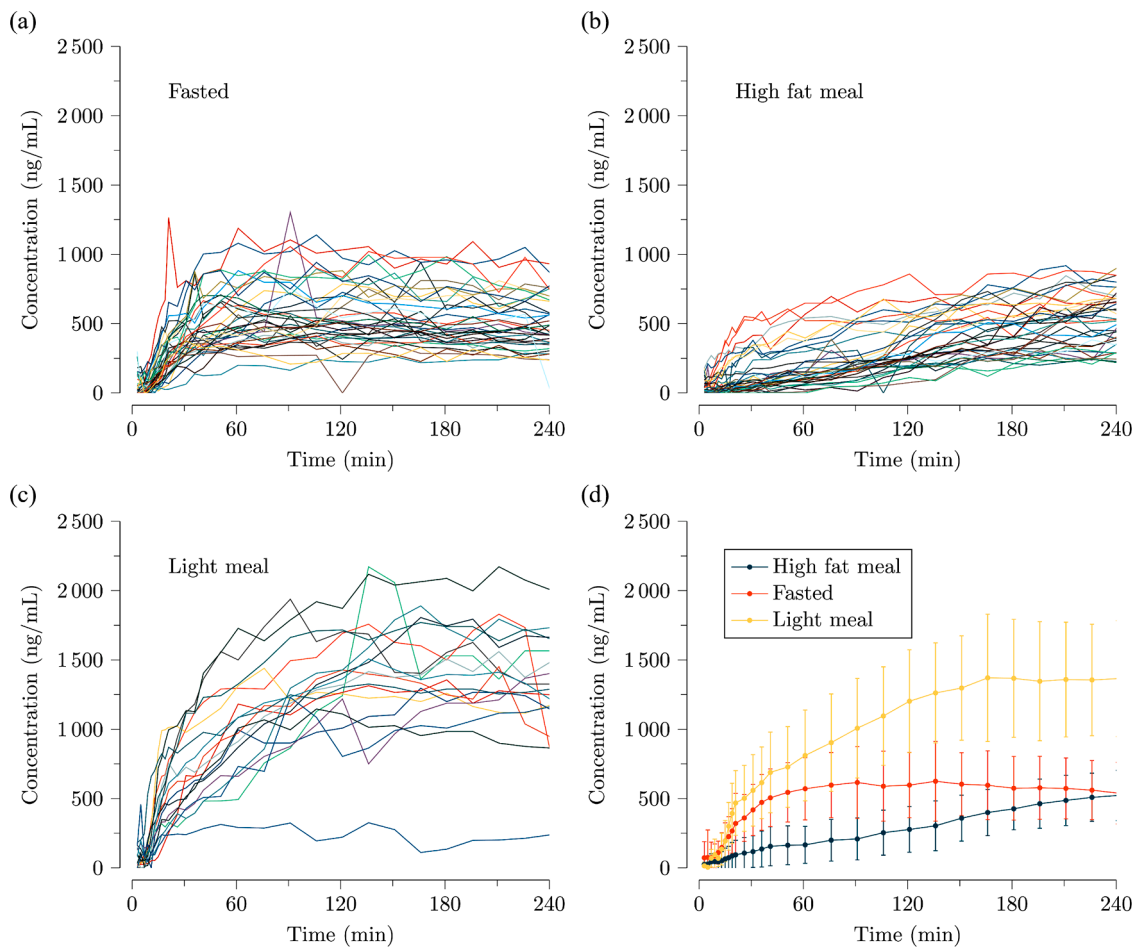 (a)
Fasted
Concentration (ng/mL)
2 500
2 000
1 500
1 000
500
0
0 60 120 180 240
Time (min)
(b)
High fat meal
Concentration (ng/mL)
2 500
2 000
1 500
1 000
500
0
0 60 120 180 240
Time (min)
(c)
Light meal
Concentration (ng/mL)
2 500
2 000
1 500
1 000
500
0
0 60 120 180 240
Time (min)
(d)
High fat meal
Fasted
Light meal
Concentration (ng/mL)
2 500
2 000
1 500
1 000
500
0
0 60 120 180 240
Time (min)